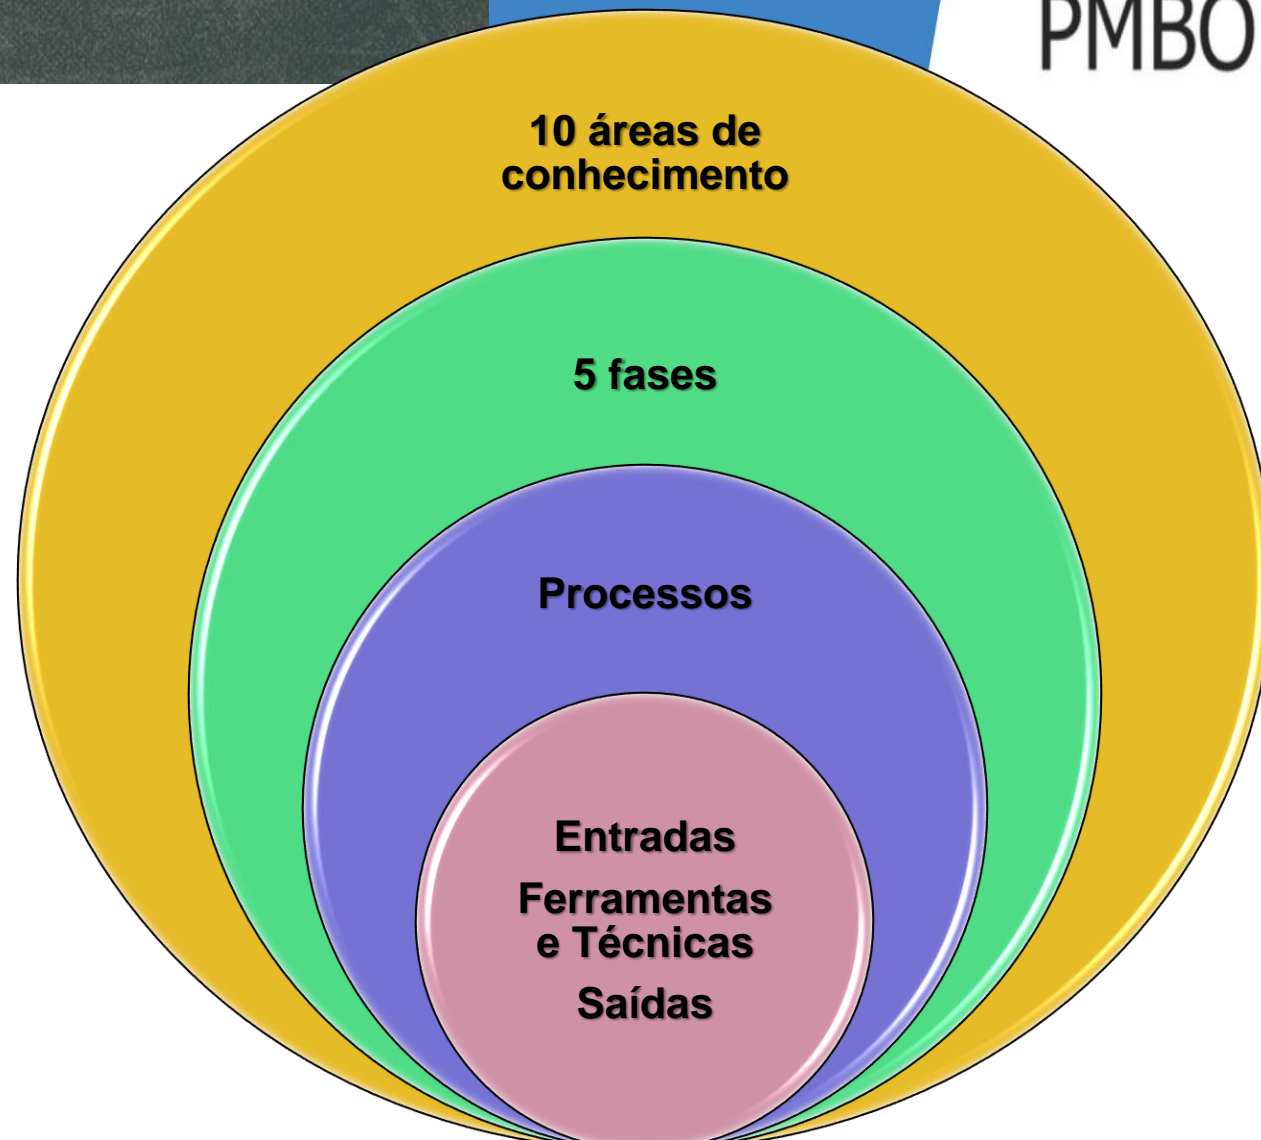 PMBO
10 áreas de
conhecimento
5 fases
Processos
Entradas
Ferramentas
e Técnicas
Saídas